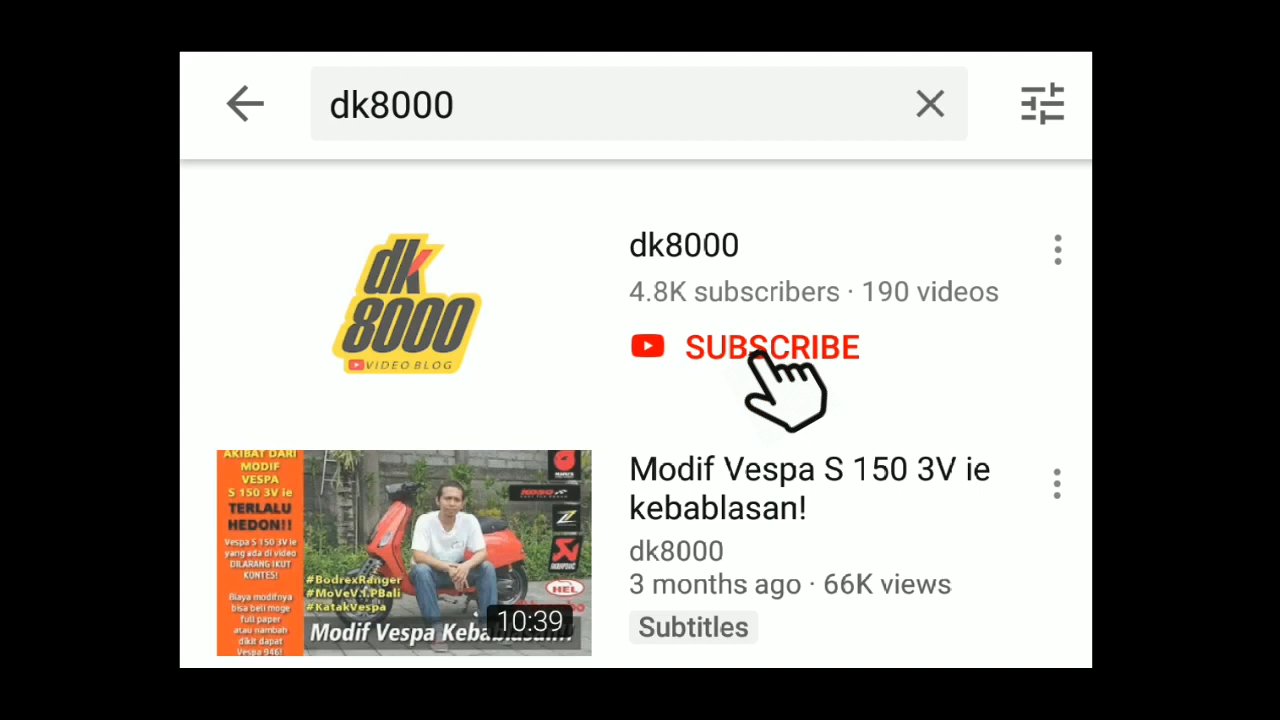 dk8000
dk
8000
VIDEO BLOG
dk8000
4.8K subscribers · 190 videos
SUBSCRIBE
AKIBAT DARI
MODIF
VESPA
S 150 3V ie
TERLALU
HEDON!!
Vespa S 150 3V ie
yang ada di video
DILARANG IKUT
KONTES!
Biaya modifnya
bisa beli moge
full paper
atau nambah
dikit dapat
Vespa 946!
#BodrexRanger
#MoVeV.I.PBali
#KatakVespa
Modif Vespa
10:39
HEL
Modif Vespa S 150 3V ie
kebablasan!
dk8000
3 months ago · 66K views
Subtitles